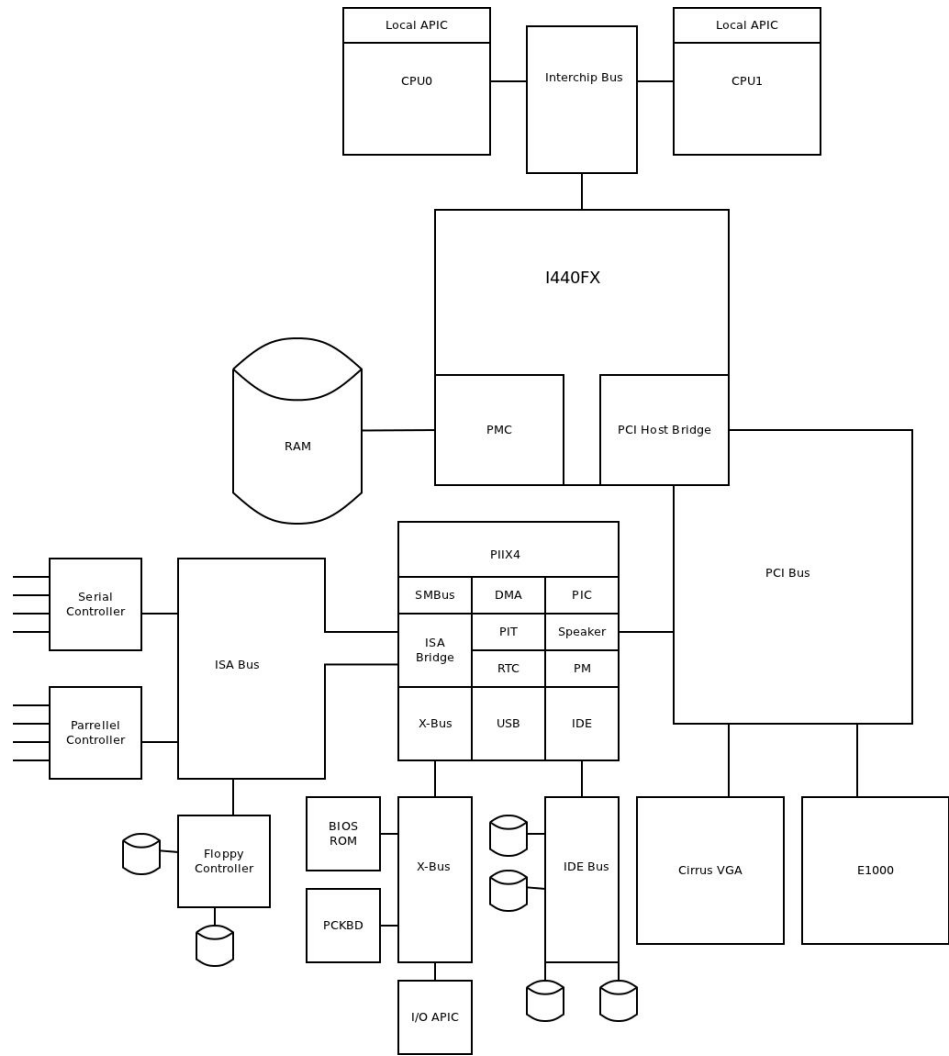 Local APIC
Local APIC
CPU0
Interchip Bus
CPU1
I440FX
RAM
PMC
PCI Host Bridge
PIIX4
PCI Bus
SMBus
DMA
PIC
Serial
Controller
ISA
Bridge
PIT
Speaker
ISA Bus
RTC
PM
Parrellel
Controller
X-Bus
USB
IDE
BIOS
ROM
Floppy
Controller
X-Bus
IDE Bus
Cirrus VGA
E1000
PCKBD
I/O APIC